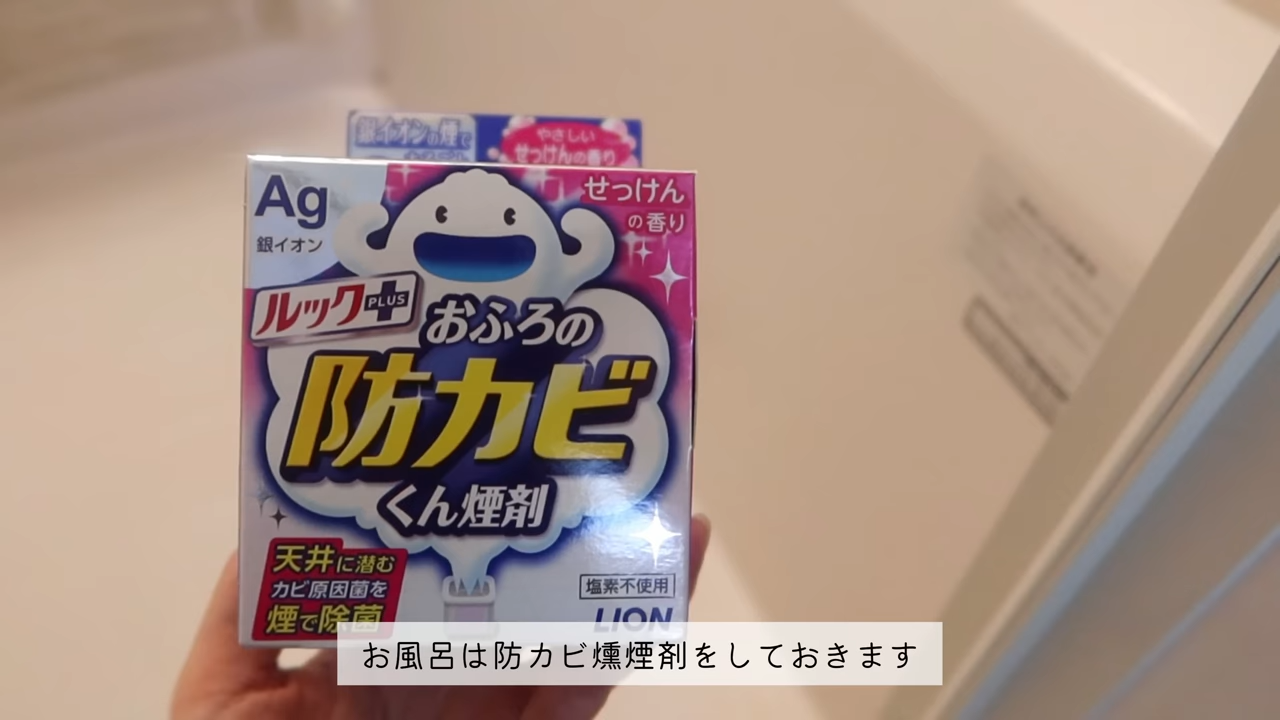 銀イオンの煙で
やさしい
せっけんの香り
Ag
銀イオン
せっけん
の香り
ルックPLUS
おふろの
防カビ
くん煙剤
天井に潜む
カビ原因菌を
煙で除菌
塩素不使用
LION
お風呂は防カビ燻煙剤をしておきます